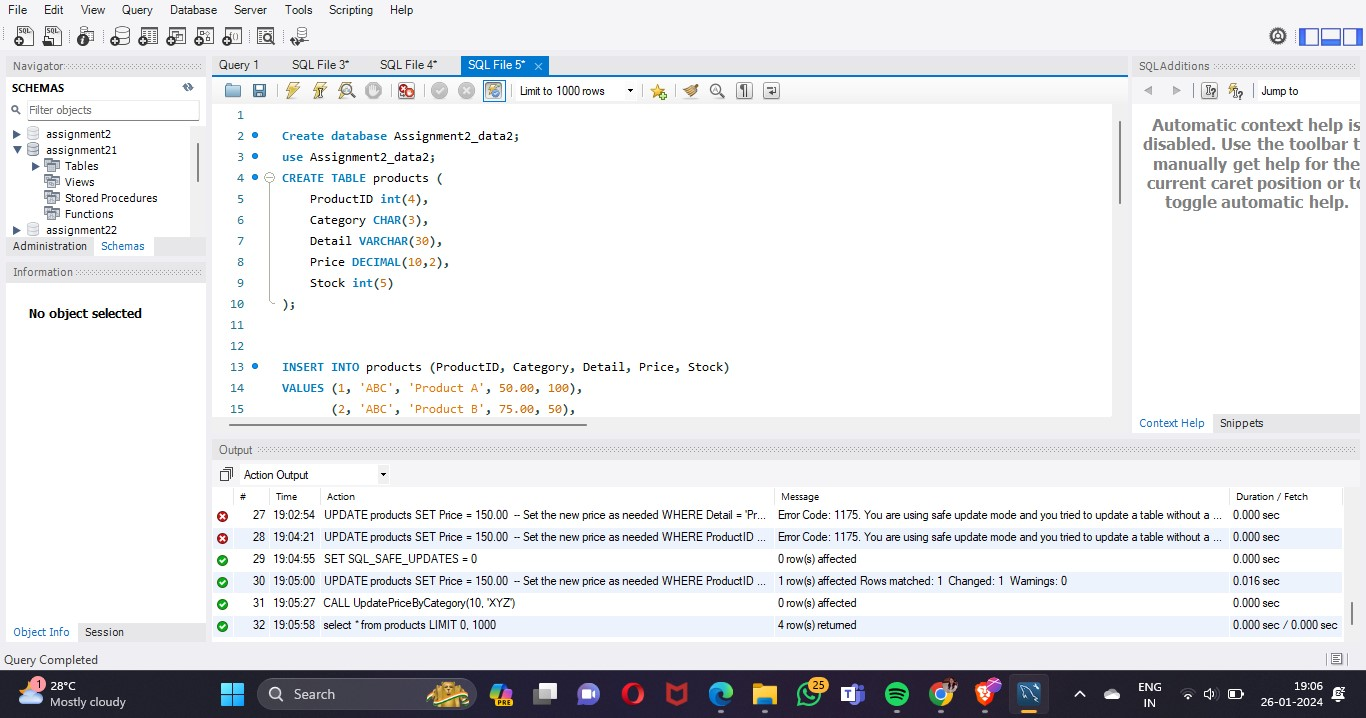 File Edit View Query Database Server Tools Scripting Help
Navigator
SCHEMAS
Filter objects
assignment2
assignment21
Tables
Views
Stored Procedures
Functions
assignment22
Administration Schemas
Information
No object selected
Object Info Session
Query 1 SQL File 3* SQL File 4* SQL File 5*
Limit to 1000 rows
1
2 Create database Assignment2_data2;
3 use Assignment2_data2;
4 CREATE TABLE products (
5 ProductID int(4),
6 Category CHAR(3),
7 Detail VARCHAR(30),
8 Price DECIMAL(10,2),
9 Stock int(5)
10 );
11
12
13 INSERT INTO products (ProductID, Category, Detail, Price, Stock)
14 VALUES (1, 'ABC', 'Product A', 50.00, 100),
15 (2, 'ABC', 'Product B', 75.00, 50),
SQLAdditions
Jump to
Automatic context help is
disabled. Use the toolbar t
manually get help for the
current caret position or to
toggle automatic help.
Context Help Snippets
Output
Action Output
# Time Action Message Duration / Fetch
27 19:02:54 UPDATE products SET Price = 150.00 -- Set the new price as needed WHERE Detail = 'Pr... Error Code: 1175. You are using safe update mode and you tried to update a table without a ... 0.000 sec
28 19:04:21 UPDATE products SET Price = 150.00 -- Set the new price as needed WHERE ProductID ... Error Code: 1175. You are using safe update mode and you tried to update a table without a ... 0.000 sec
29 19:04:55 SET SQL_SAFE_UPDATES = 0 0 row(s) affected 0.000 sec
30 19:05:00 UPDATE products SET Price = 150.00 -- Set the new price as needed WHERE ProductID ... 1 row(s) affected Rows matched: 1 Changed: 1 Warnings: 0 0.016 sec
31 19:05:27 CALL UpdatePriceByCategory(10, 'XYZ') 0 row(s) affected 0.000 sec
32 19:05:58 select * from products LIMIT 0, 1000 4 row(s) returned 0.000 sec / 0.000 sec
Query Completed
1
28°C
Mostly cloudy
Search
PRE
25
ENG
IN
19:06
26-01-2024